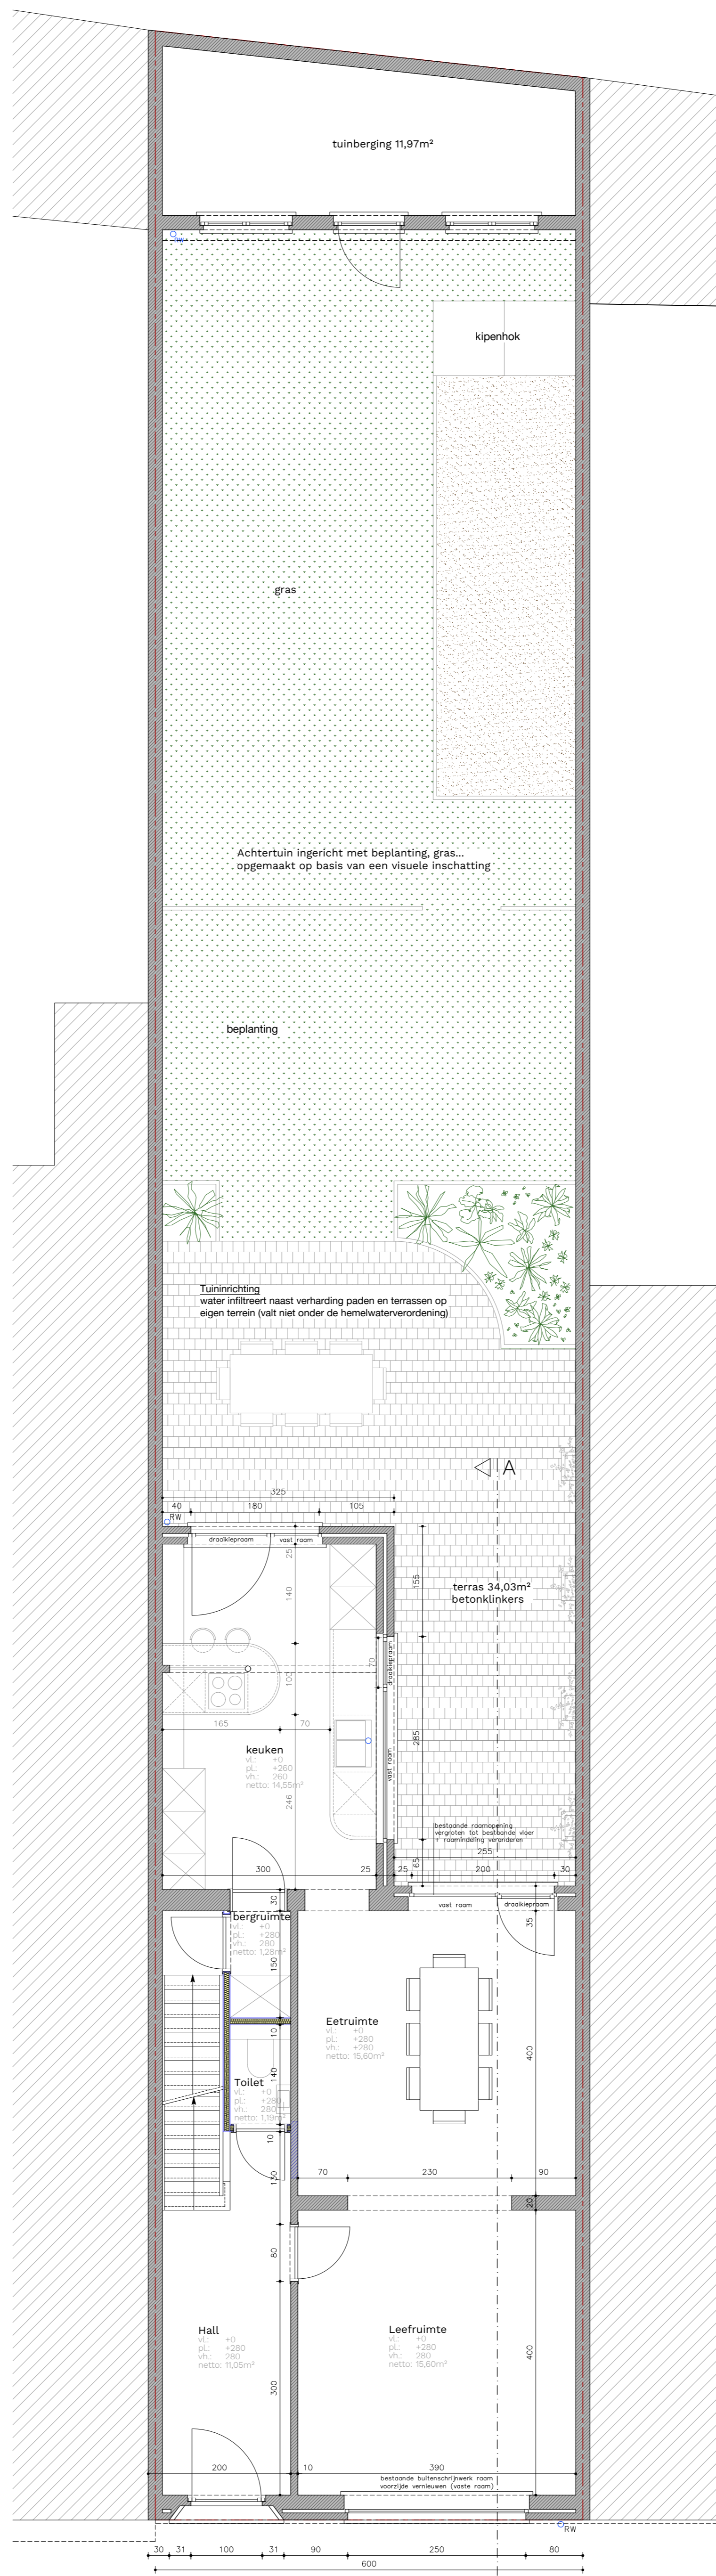 tuinberging 11,97m²
RW
kipenhok
gras
Achtertuin ingericht met beplanting, gras...
opgemaakt op basis van een visuele inschatting
beplanting
Tuininrichting
water infiltreert naast verharding paden en terrassen op
eigen terrein (valt niet onder de hemelwaterverordening)
A
325
40 180 105
RW
draaikiepraam vast raam
25
140
155
terras 34,03m²
betonklinkers
draaikiepraam
105
165 70
285
keuken
vl.: +0
pl.: +260
vh.: 260
netto: 14,55m²
vast raam
246
bestaande raamopening
vergroten tot bestaande vloer
+ raamindeling veranderen
255
65
300 25 25 200 30
30
vast raam draaikiepraam
35
bergruimte
vl.: +0
pl.: +280
vh.: 280
netto: 1,28m²
150
Eetruimte
vl.: +0
pl.: +280
vh.: +280
netto: 15,60m²
10
400
140
Toilet
vl.: +0
pl.: +280
vh.: 280
netto: 1,19m²
10
130
70 230 90
20
80
Hall
vl.: +0
pl.: +280
vh.: 280
netto: 11,05m²
Leefruimte
vl.: +0
pl.: +280
vh.: 280
netto: 15,60m²
400
300
200 10 390
bestaande buitenschrijnwerk raam
voorzijde vernieuwen (vaste raam)
RW
30 31 100 31 90 250 80
600